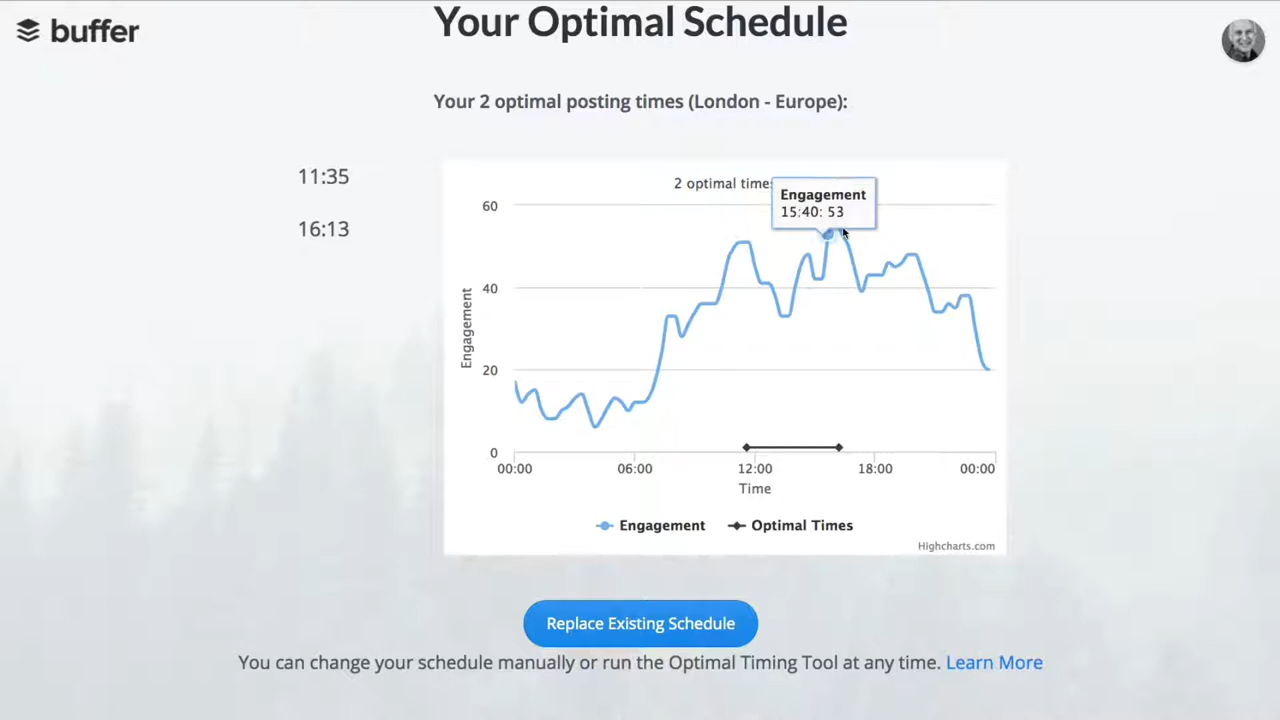 buffer
Your Optimal Schedule
Your 2 optimal posting times (London - Europe):
11:35
16:13
2 optimal times
Engagement
15:40: 53
60
40
20
0
Engagement
00:00 06:00 12:00 18:00 00:00
Time
Engagement Optimal Times
Highcharts.com
Replace Existing Schedule
You can change your schedule manually or run the Optimal Timing Tool at any time. Learn More